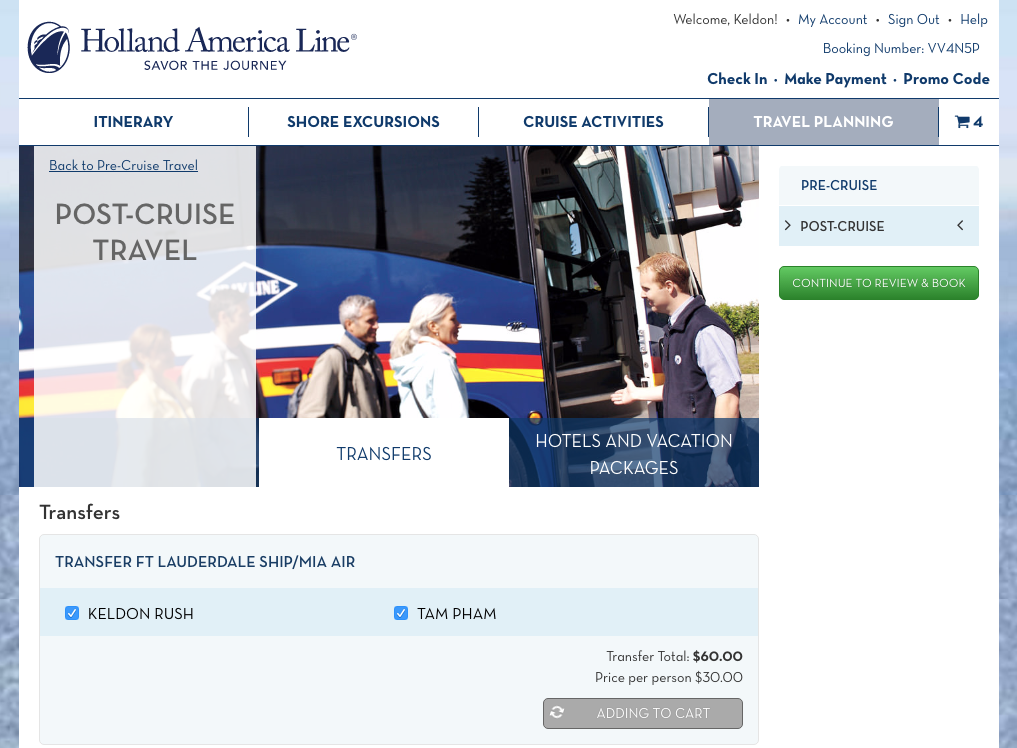 Holland America Line®
SAVOR THE JOURNEY
Welcome, Keldon! • My Account • Sign Out • Help
Booking Number: VV4N5P
Check In · Make Payment · Promo Code
ITINERARY
SHORE EXCURSIONS
CRUISE ACTIVITIES
TRAVEL PLANNING
4
Back to Pre-Cruise Travel
POST-CRUISE
TRAVEL
LINE
TRANSFERS
HOTELS AND VACATION
PACKAGES
PRE-CRUISE
POST-CRUISE
CONTINUE TO REVIEW & BOOK
Transfers
TRANSFER FT LAUDERDALE SHIP/MIA AIR
KELDON RUSH
TAM PHAM
Transfer Total: $60.00
Price per person $30.00
ADDING TO CART